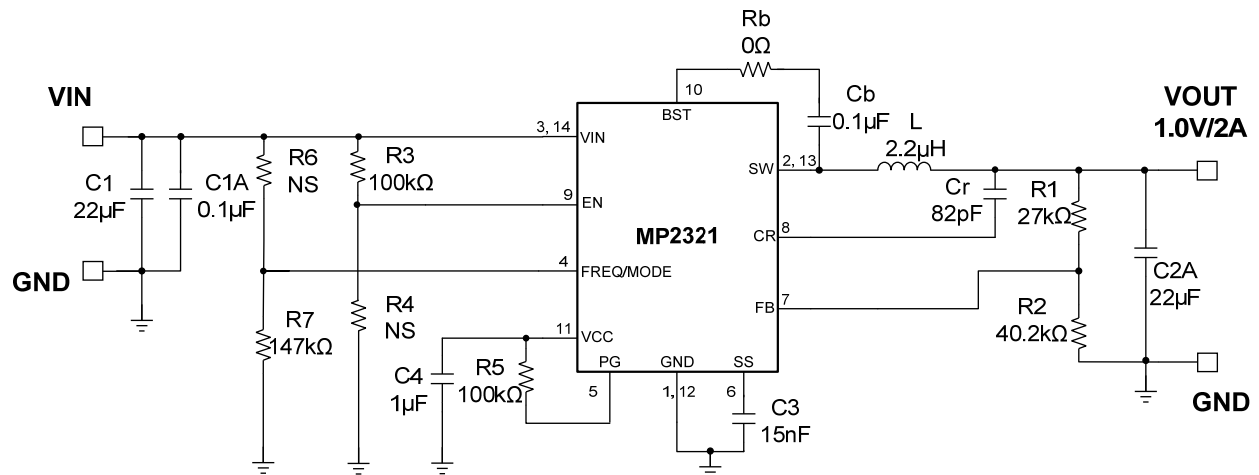 Rb
0Ω
10
BST
VIN
3, 14
VIN
Cb
0.1µF
L
2.2µH
VOUT
1.0V/2A
SW
2, 13
C1
22µF
C1A
0.1µF
R6
NS
R3
100kΩ
9
EN
MP2321
Cr
82pF
R1
27kΩ
CR
8
GND
4
FREQ/MODE
C2A
22µF
R7
147kΩ
R4
NS
FB
7
R2
40.2kΩ
11
VCC
C4
1µF
R5
100kΩ
PG
GND
SS
5
1, 12
6
C3
15nF
GND